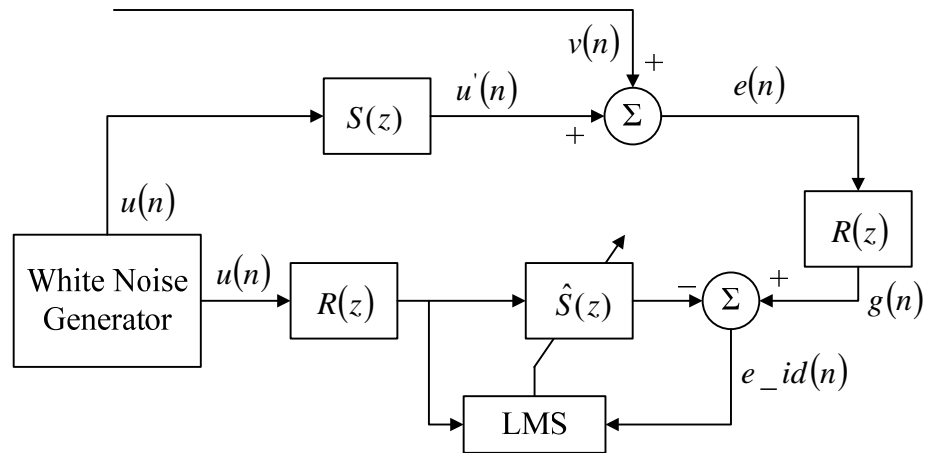 v(n)
+
S(z)
u'(n)
+
Σ
e(n)
u(n)
R(z)
White Noise
Generator
u(n)
R(z)
Ŝ(z)
−
Σ
+
g(n)
e_id(n)
LMS